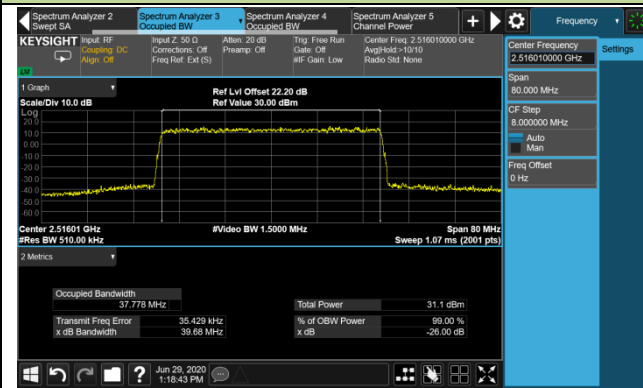 Spectrum Analyzer 2
Swept SA
Spectrum Analyzer 3
Occupied BW
Spectrum Analyzer 4
Occupied BW
Spectrum Analyzer 5
Channel Power
Frequency
KEYSIGHT
Input: RF
Coupling: DC
Align: Off
Input Z: 50 Ω
Corrections: Off
Freq Ref: Ext (S)
Atten: 20 dB
Preamp: Off
Trig: Free Run
Gate: Off
#IF Gain: Low
Center Freq: 2.516010000 GHz
Avg|Hold:>10/10
Radio Std: None
Center Frequency
2.516010000 GHz
Settings
Span
80.000 MHz
CF Step
8.000000 MHz
Auto
Man
Freq Offset
0 Hz
1 Graph
Scale/Div 10.0 dB
Ref Lvl Offset 22.20 dB
Ref Value 30.00 dBm
Log
20.0
10.0
0.00
-10.0
-20.0
-30.0
-40.0
-50.0
-60.0
Center 2.51601 GHz
#Res BW 510.00 kHz
#Video BW 1.5000 MHz
Span 80 MHz
Sweep 1.07 ms (2001 pts)
2 Metrics
Occupied Bandwidth
37.778 MHz
Transmit Freq Error 35.429 kHz
x dB Bandwidth 39.68 MHz
Total Power 31.1 dBm
% of OBW Power 99.00 %
x dB -26.00 dB
Jun 29, 2020
1:18:43 PM